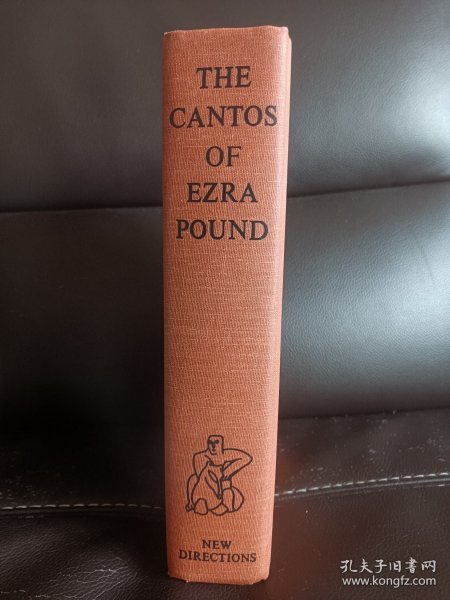 THE
CANTOS
OF
EZRA
POUND
NEW
DIRECTIONS
孔夫子旧书网
www.kongfz.com